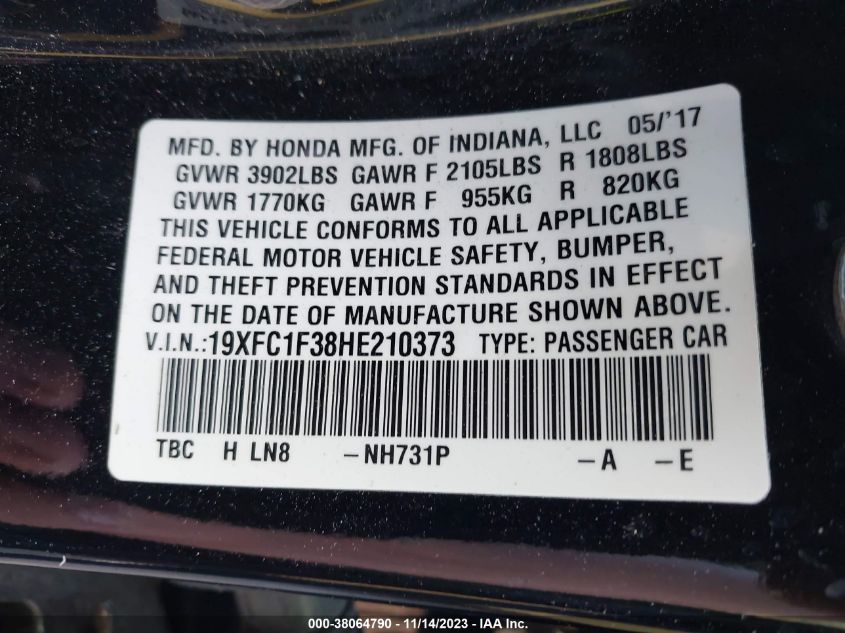 MFD. BY HONDA MFG. OF INDIANA, LLC 05/'17
GVWR 3902LBS GAWR F 2105LBS R 1808LBS
GVWR 1770KG GAWR F 955KG R 820KG
THIS VEHICLE CONFORMS TO ALL APPLICABLE
FEDERAL MOTOR VEHICLE SAFETY, BUMPER,
AND THEFT PREVENTION STANDARDS IN EFFECT
ON THE DATE OF MANUFACTURE SHOWN ABOVE.
V.I.N.:19XFC1F38HE210373 TYPE: PASSENGER CAR
TBC H LN8 -NH731P -A -E
000-38064790 - 11/14/2023 - IAA Inc.